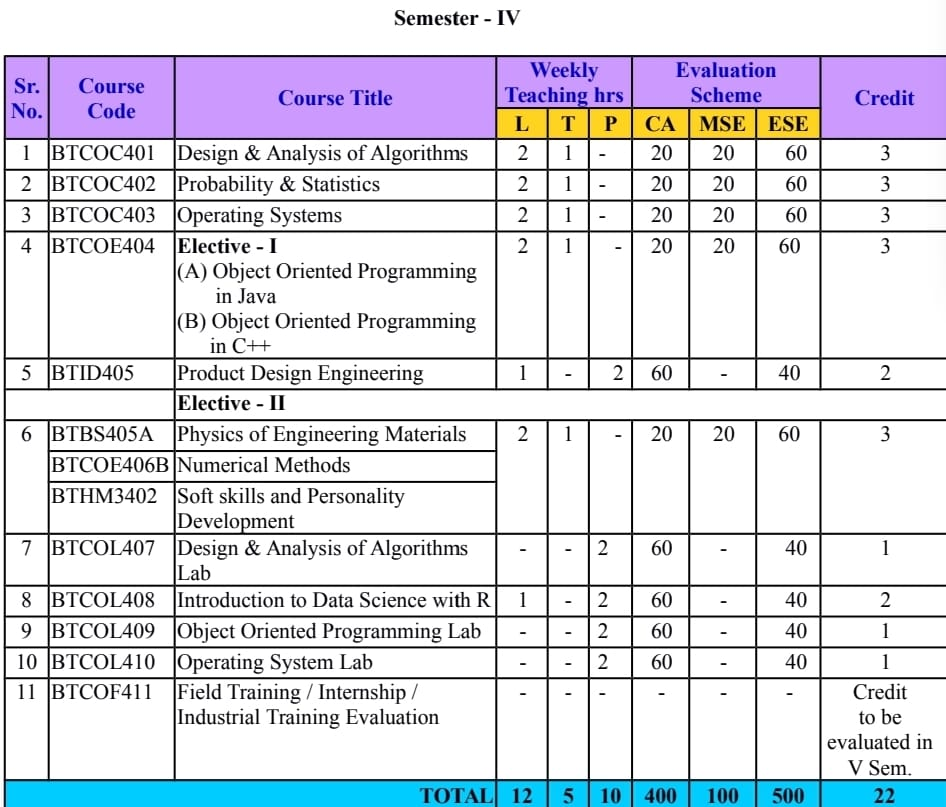 Semester - IV
Sr. No. Course Code Course Title Weekly Teaching hrs Evaluation Scheme Credit
L T P CA MSE ESE
1 BTCOC401 Design & Analysis of Algorithms 2 1 - 20 20 60 3
2 BTCOC402 Probability & Statistics 2 1 - 20 20 60 3
3 BTCOC403 Operating Systems 2 1 - 20 20 60 3
4 BTCOE404 Elective - I 2 1 - 20 20 60 3
(A) Object Oriented Programming
in Java
(B) Object Oriented Programming
in C++
5 BTID405 Product Design Engineering 1 - 2 60 - 40 2
Elective - II
6 BTBS405A Physics of Engineering Materials 2 1 - 20 20 60 3
BTCOE406B Numerical Methods
BTHM3402 Soft skills and Personality
Development
7 BTCOL407 Design & Analysis of Algorithms - - 2 60 - 40 1
Lab
8 BTCOL408 Introduction to Data Science with R 1 - 2 60 - 40 2
9 BTCOL409 Object Oriented Programming Lab - - 2 60 - 40 1
10 BTCOL410 Operating System Lab - - 2 60 - 40 1
11 BTCOF411 Field Training / Internship / - - - - - - Credit
Industrial Training Evaluation to be
evaluated in
V Sem.
TOTAL 12 5 10 400 100 500 22